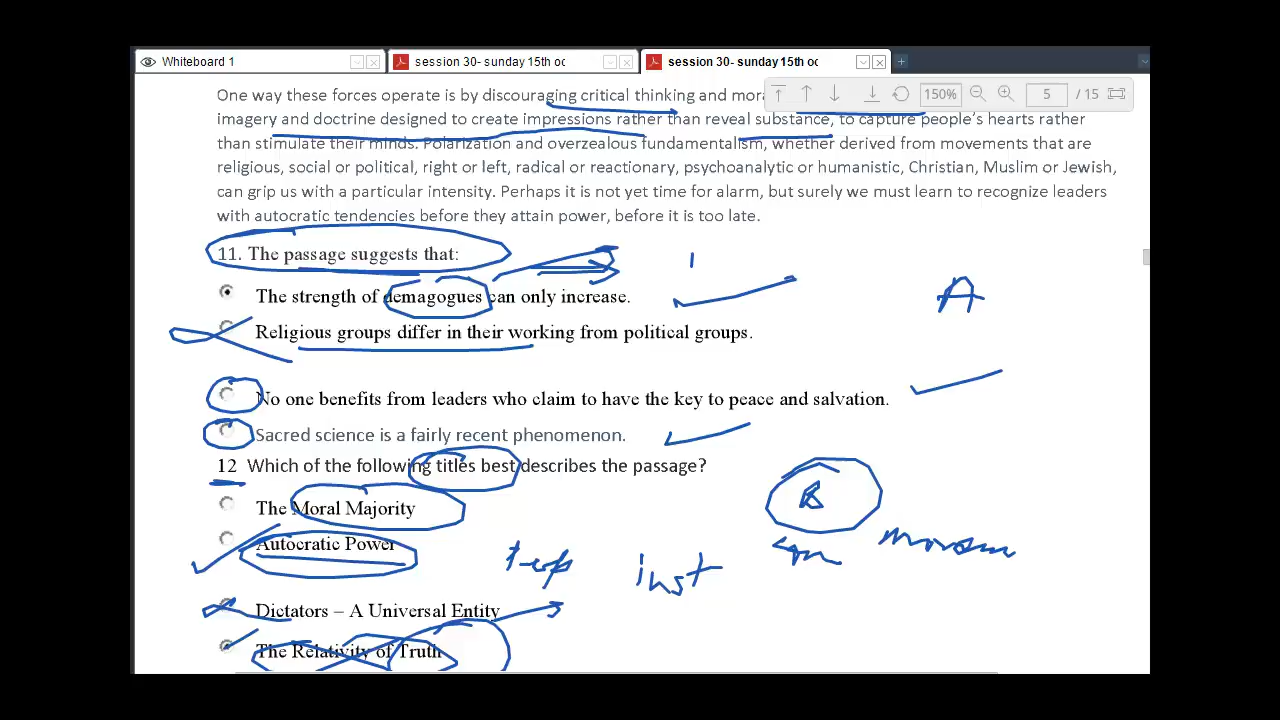 Whiteboard 1
session 30- sunday 15th oc
session 30- sunday 15th oc
150%
5
/ 15
One way these forces operate is by discouraging critical thinking and mora
imagery and doctrine designed to create impressions rather than reveal substance, to capture people's hearts rather
than stimulate their minds. Polarization and overzealous fundamentalism, whether derived from movements that are
religious, social or political, right or left, radical or reactionary, psychoanalytic or humanistic, Christian, Muslim or Jewish,
can grip us with a particular intensity. Perhaps it is not yet time for alarm, but surely we must learn to recognize leaders
with autocratic tendencies before they attain power, before it is too late.
11. The passage suggests that:
The strength of demagogues can only increase.
A
Religious groups differ in their working from political groups.
No one benefits from leaders who claim to have the key to peace and salvation.
Sacred science is a fairly recent phenomenon.
12 Which of the following titles best describes the passage?
The Moral Majority
B
Autocratic Power
inst
Dictators – A Universal Entity
The Relativity of Truth